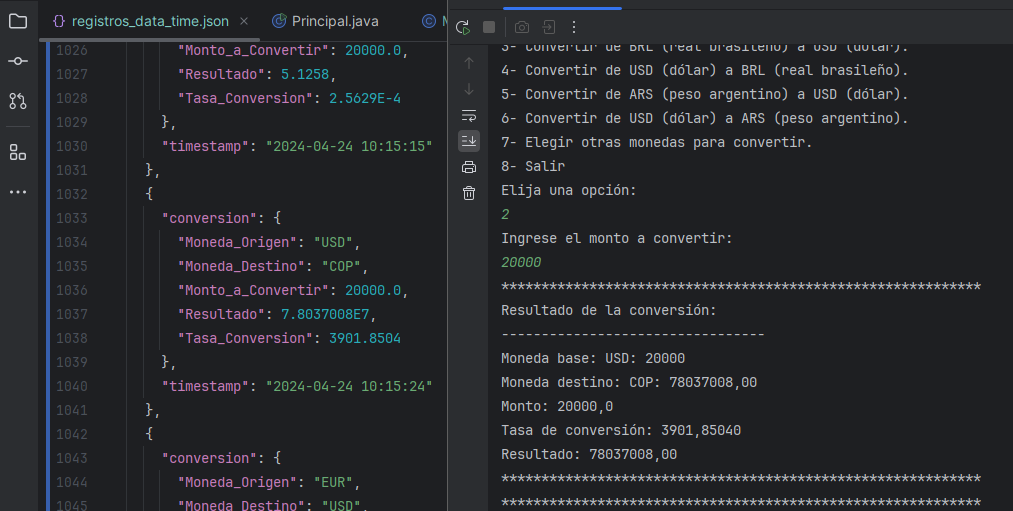 registros_data_time.json
Principal.java
1026 "Monto_a_Convertir": 20000.0,
1027 "Resultado": 5.1258,
1028 "Tasa_Conversion": 2.5629E-4
1029 },
1030 "timestamp": "2024-04-24 10:15:15"
1031 },
1032 {
1033 "conversion": {
1034 "Moneda_Origen": "USD",
1035 "Moneda_Destino": "COP",
1036 "Monto_a_Convertir": 20000.0,
1037 "Resultado": 7.8037008E7,
1038 "Tasa_Conversion": 3901.8504
1039 },
1040 "timestamp": "2024-04-24 10:15:24"
1041 },
1042 {
1043 "conversion": {
1044 "Moneda_Origen": "EUR",
1045 "Moneda_Destino": "USD",
3- Convertir de BRL (real brasileño) a USD (dólar).
4- Convertir de USD (dólar) a BRL (real brasileño).
5- Convertir de ARS (peso argentino) a USD (dólar).
6- Convertir de USD (dólar) a ARS (peso argentino).
7- Elegir otras monedas para convertir.
8- Salir
Elija una opción:
2
Ingrese el monto a convertir:
20000
************************************************************
Resultado de la conversión:
---------------------------------
Moneda base: USD: 20000
Moneda destino: COP: 78037008,00
Monto: 20000,0
Tasa de conversión: 3901,85040
Resultado: 78037008,00
************************************************************
************************************************************